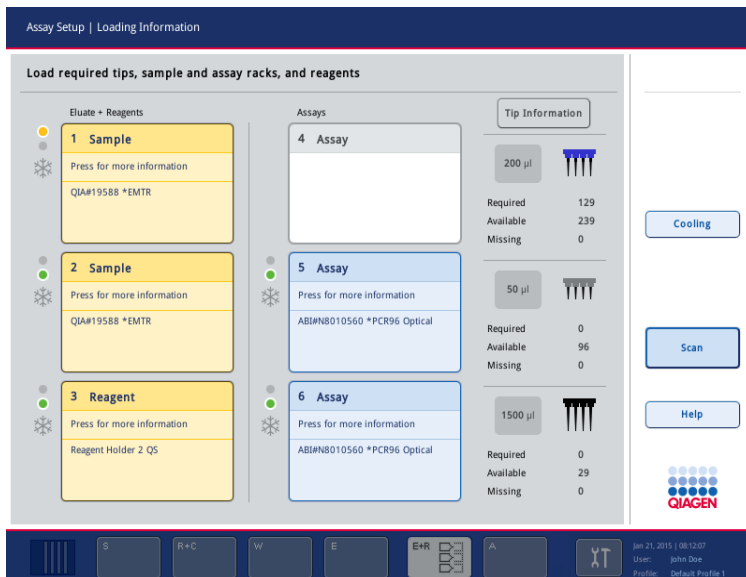 Assay Setup | Loading Information
Load required tips, sample and assay racks, and reagents
Eluate + Reagents
1 Sample
Press for more information
QIA#19588 *EMTR
2 Sample
Press for more information
QIA#19588 *EMTR
3 Reagent
Press for more information
Reagent Holder 2 QS
Assays
4 Assay
5 Assay
Press for more information
ABI#N8010560 *PCR96 Optical
6 Assay
Press for more information
ABI#N8010560 *PCR96 Optical
Tip Information
200 µl
Required 129
Available 239
Missing 0
50 µl
Required 0
Available 96
Missing 0
1500 µl
Required 0
Available 29
Missing 0
Cooling
Scan
Help
QIAGEN
S
R+C
W
E
E+R
A
Jan 21, 2015 | 08:12:07
User: John Doe
Profile: Default Profile 1